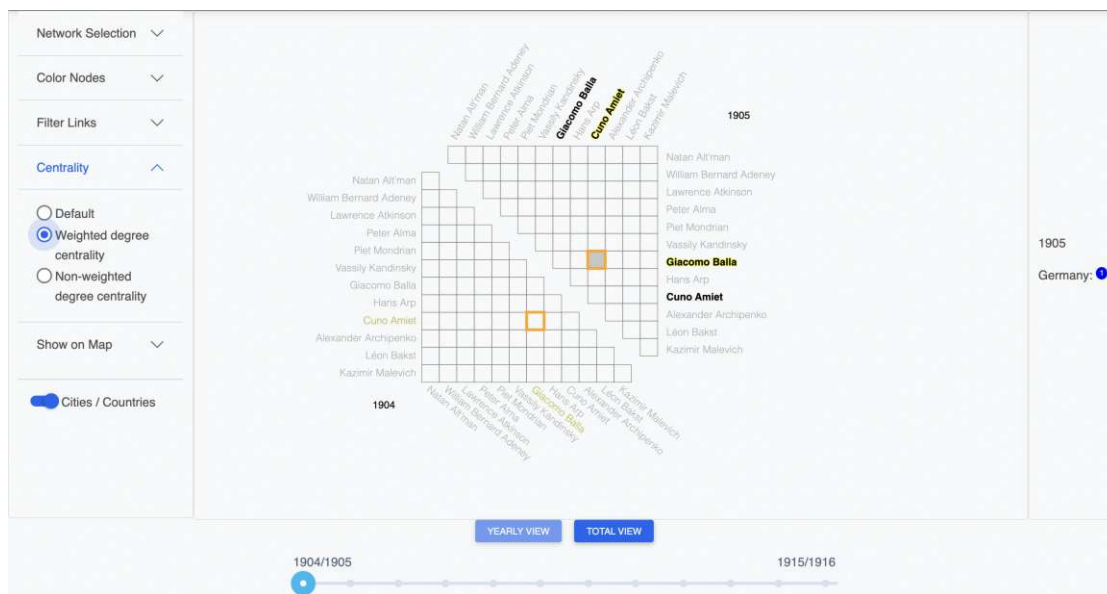 Network Selection
Color Nodes
Filter Links
Centrality
Default
Weighted degree
centrality
Non-weighted
degree centrality
Show on Map
Cities / Countries
Natan Alt'man
William Bernard Adeney
Lawrence Atkinson
Peter Alma
Piet Mondrian
Vassily Kandinsky
Giacomo Balla
Hans Arp
Cuno Amiet
Alexander Archipenko
Léon Bakst
Kazimir Malevich
1905
Natan Alt'man
William Bernard Adeney
Lawrence Atkinson
Peter Alma
Piet Mondrian
Vassily Kandinsky
Giacomo Balla
Hans Arp
Cuno Amiet
Alexander Archipenko
Léon Bakst
Kazimir Malevich
Natan Alt'man
William Bernard Adeney
Lawrence Atkinson
Peter Alma
Piet Mondrian
Vassily Kandinsky
Giacomo Balla
Hans Arp
Cuno Amiet
Alexander Archipenko
Léon Bakst
Kazimir Malevich
1904
Natan Alt'man
William Bernard Adeney
Lawrence Atkinson
Peter Alma
Piet Mondrian
Vassily Kandinsky
Giacomo Balla
Hans Arp
Cuno Amiet
Alexander Archipenko
Léon Bakst
Kazimir Malevich
1905
Germany: 1
YEARLY VIEW
TOTAL VIEW
1904/1905
1915/1916